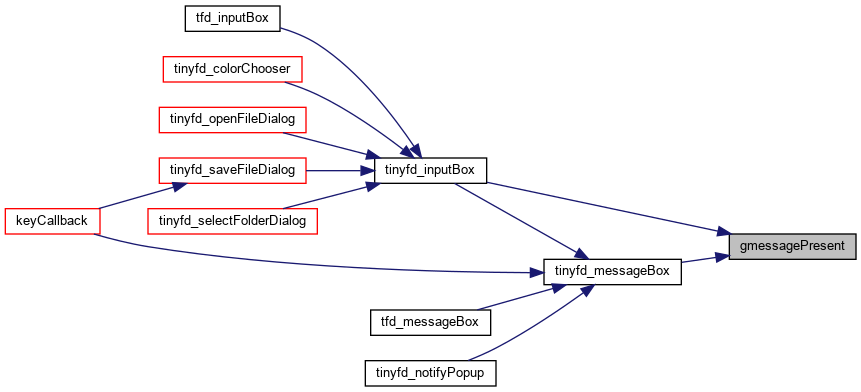 tfd_inputBox
tinyfd_colorChooser
tinyfd_openFileDialog
tinyfd_inputBox
tinyfd_saveFileDialog
keyCallback
tinyfd_selectFolderDialog
gmessagePresent
tinyfd_messageBox
tfd_messageBox
tinyfd_notifyPopup